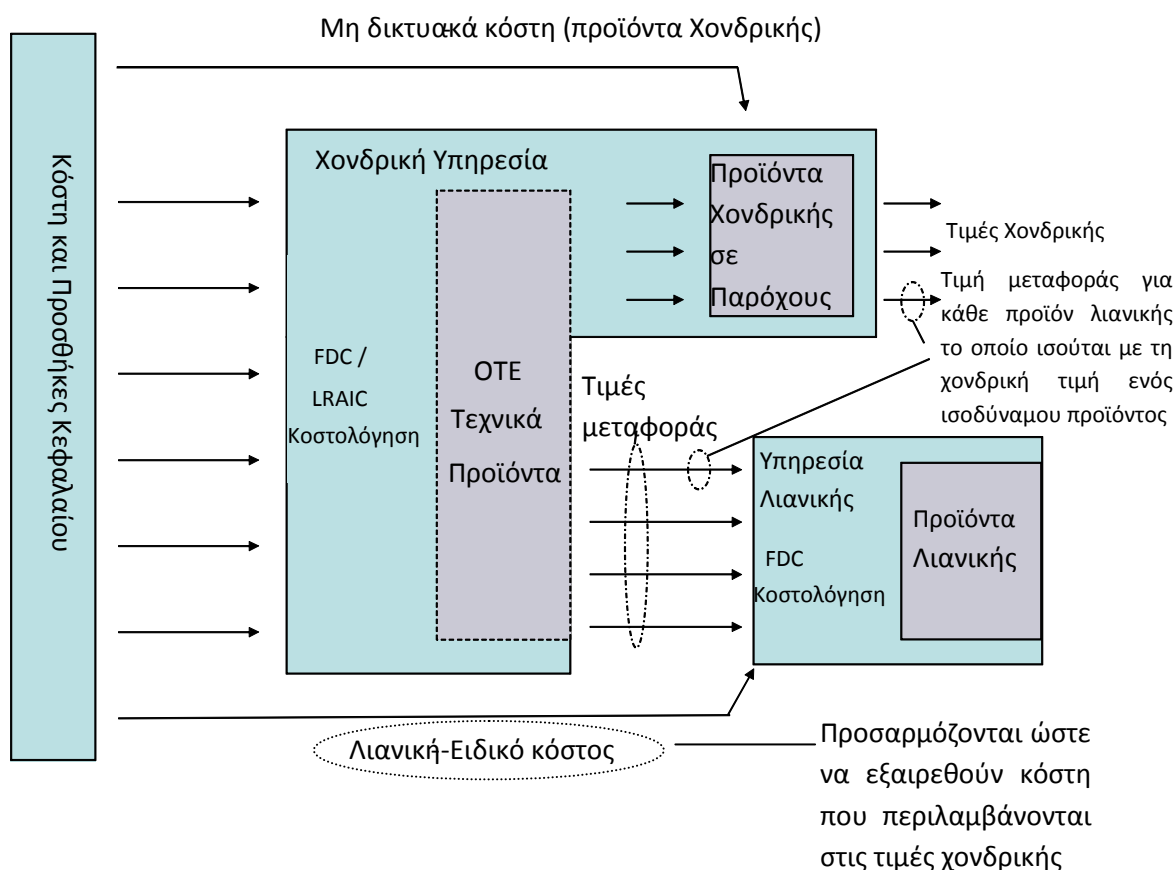 Μη δικτυακά κόστη (προϊόντα Χονδρικής)
Κόστη και Προσθήκες Κεφαλαίου
Χονδρική Υπηρεσία
Προϊόντα
Χονδρικής
σε
Παρόχους
Τιμές Χονδρικής
Τιμή μεταφοράς για
κάθε προϊόν λιανικής
το οποίο ισούται με τη
χονδρική τιμή ενός
ισοδύναμου προϊόντος
FDC /
LRAIC
Κοστολόγηση
ΟΤΕ
Τεχνικά
Προϊόντα
Τιμές
μεταφοράς
Υπηρεσία
Λιανικής
FDC
Κοστολόγηση
Προϊόντα
Λιανικής
Λιανική-Ειδικό κόστος
Προσαρμόζονται ώστε
να εξαιρεθούν κόστη
που περιλαμβάνονται
στις τιμές χονδρικής